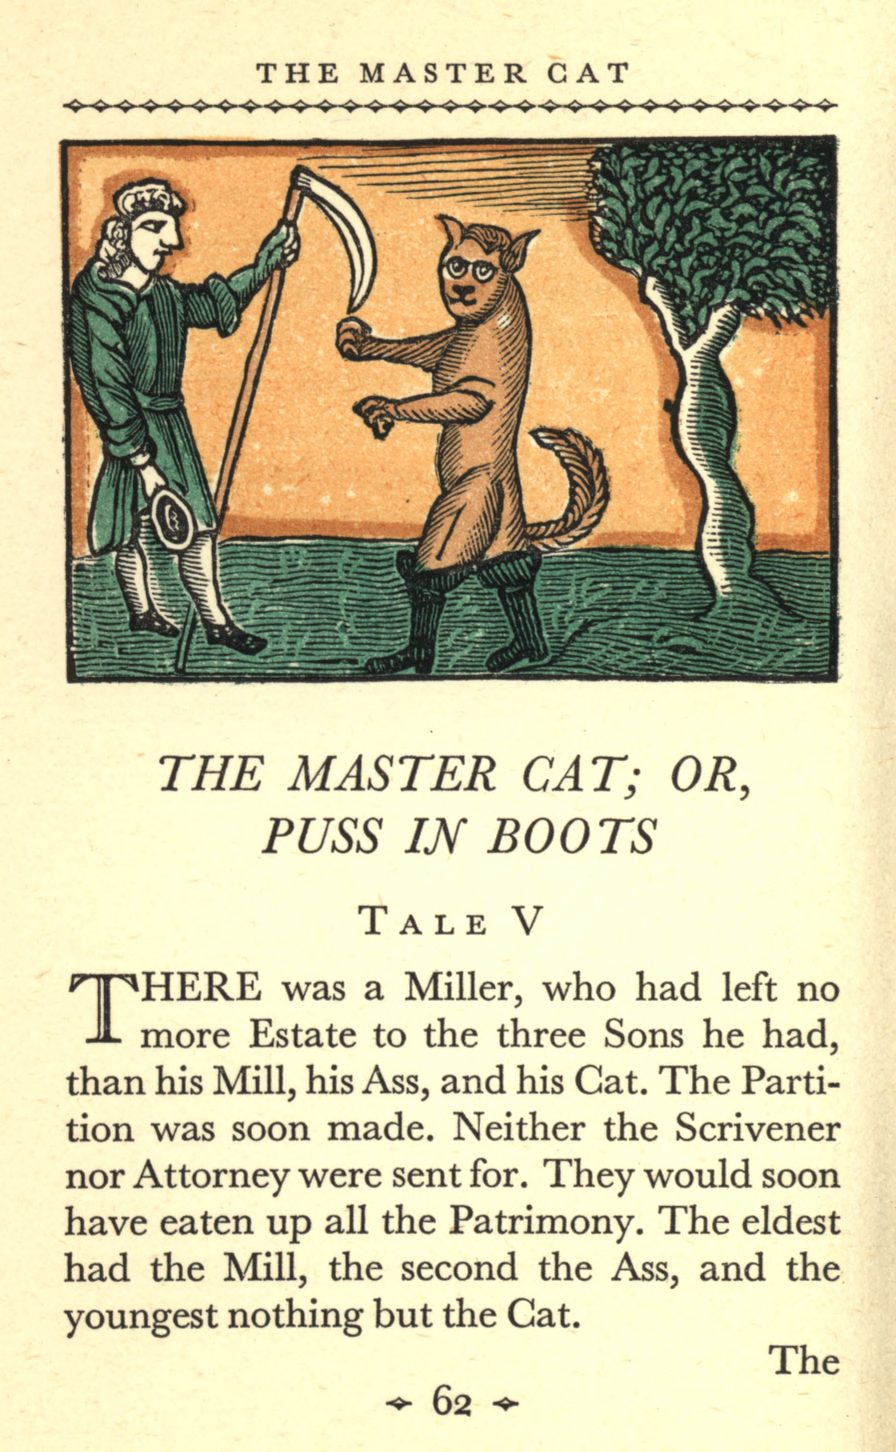 THE MASTER CAT
THE MASTER CAT; OR,
PUSS IN BOOTS
TALE V
THERE was a Miller, who had left no
more Estate to the three Sons he had,
than his Mill, his Ass, and his Cat. The Parti-
tion was soon made. Neither the Scrivener
nor Attorney were sent for. They would soon
have eaten up all the Patrimony. The eldest
had the Mill, the second the Ass, and the
youngest nothing but the Cat.
The
62